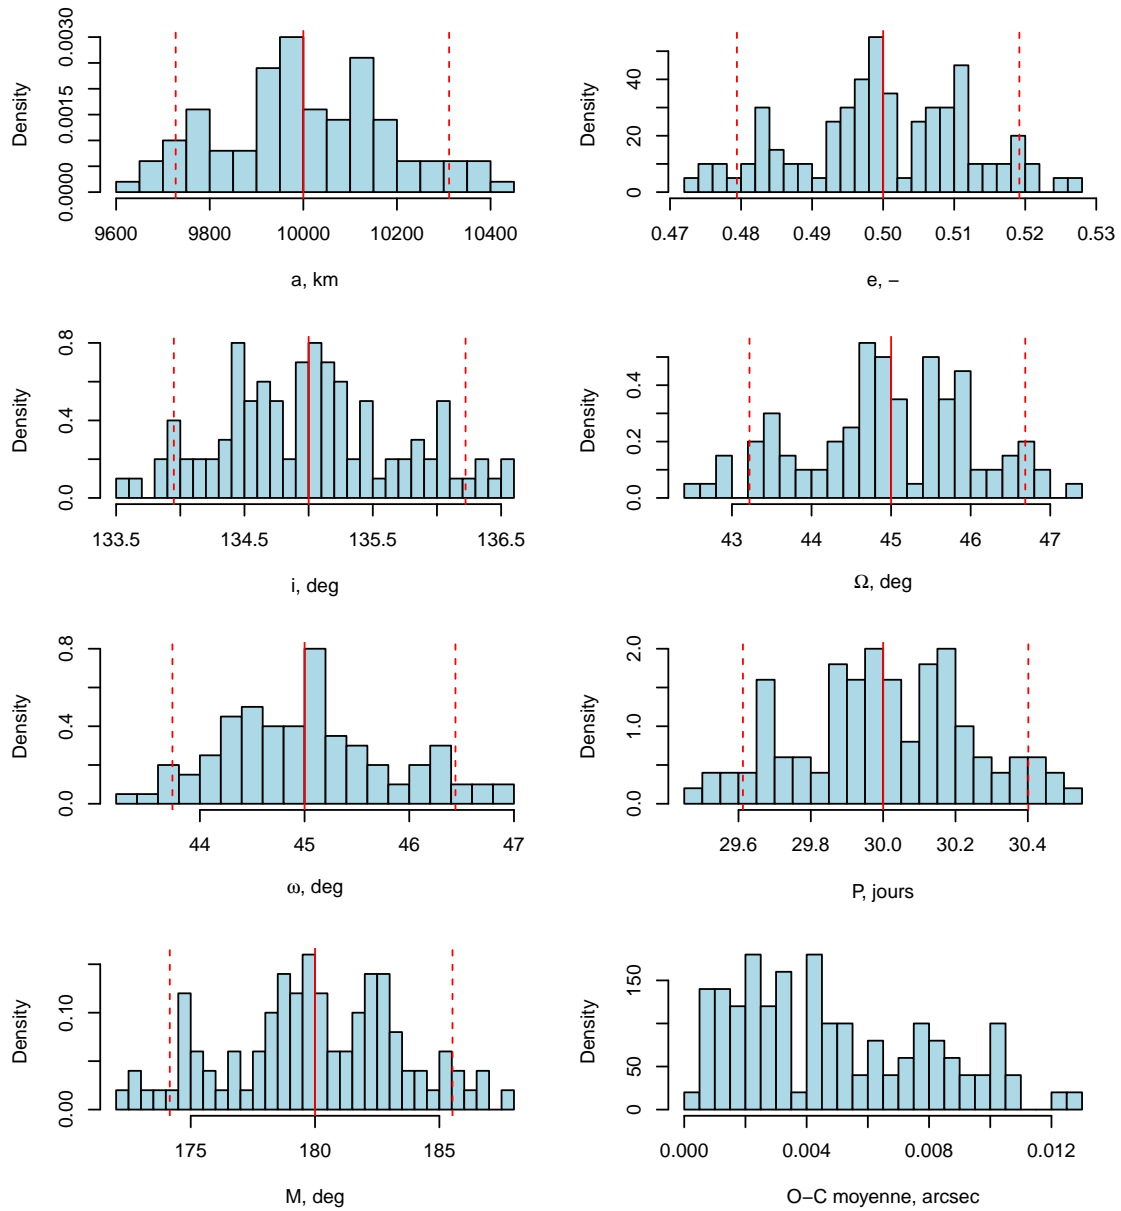 Density
0.0000 0.0015 0.0030
9600 9800 10000 10200 10400
a, km
Density
0 20 40
0.47 0.48 0.49 0.50 0.51 0.52 0.53
e, −
Density
0.0 0.4 0.8
133.5 134.5 135.5 136.5
i, deg
Density
0.0 0.2 0.4
43 44 45 46 47
Ω, deg
Density
0.0 0.4 0.8
44 45 46 47
ω, deg
Density
0.0 1.0 2.0
29.6 29.8 30.0 30.2 30.4
P, jours
Density
0.00 0.10
175 180 185
M, deg
Density
0 50 150
0.000 0.004 0.008 0.012
O−C moyenne, arcsec